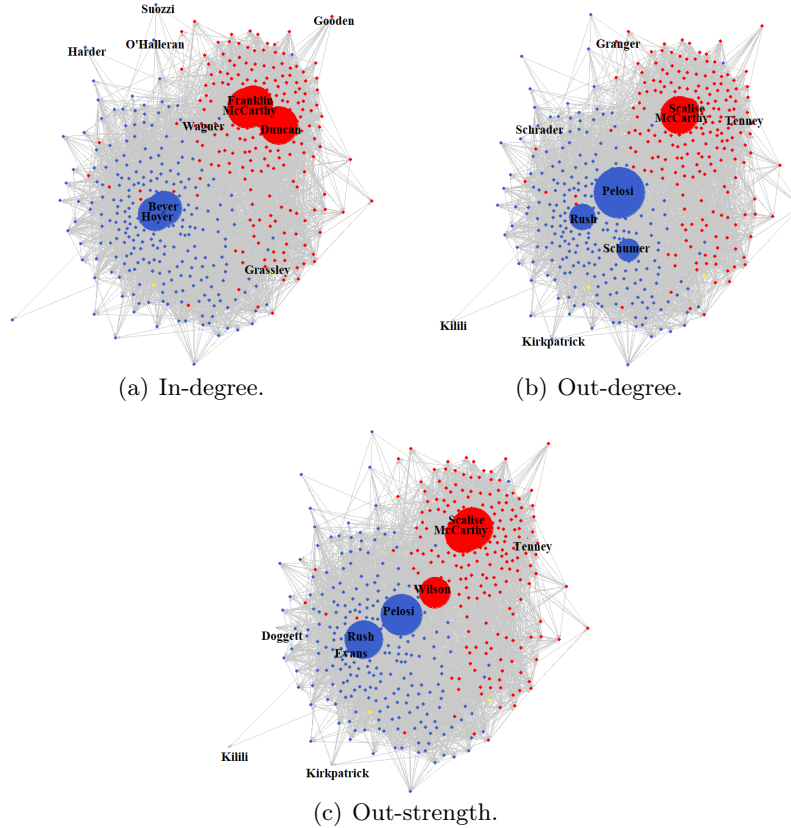 Suozzi
Gooden
O'Halleran
Harder
Franklin
McCarthy
Wagner
Duncan
Beyer
Hoyer
Grassley
(a) In-degree.
Granger
Scalise
McCarthy
Tenney
Schrader
Pelosi
Rush
Schumer
Kilili
Kirkpatrick
(b) Out-degree.
Scalise
McCarthy
Tenney
Wilson
Pelosi
Doggett
Rush
Evans
Kilili
Kirkpatrick
(c) Out-strength.